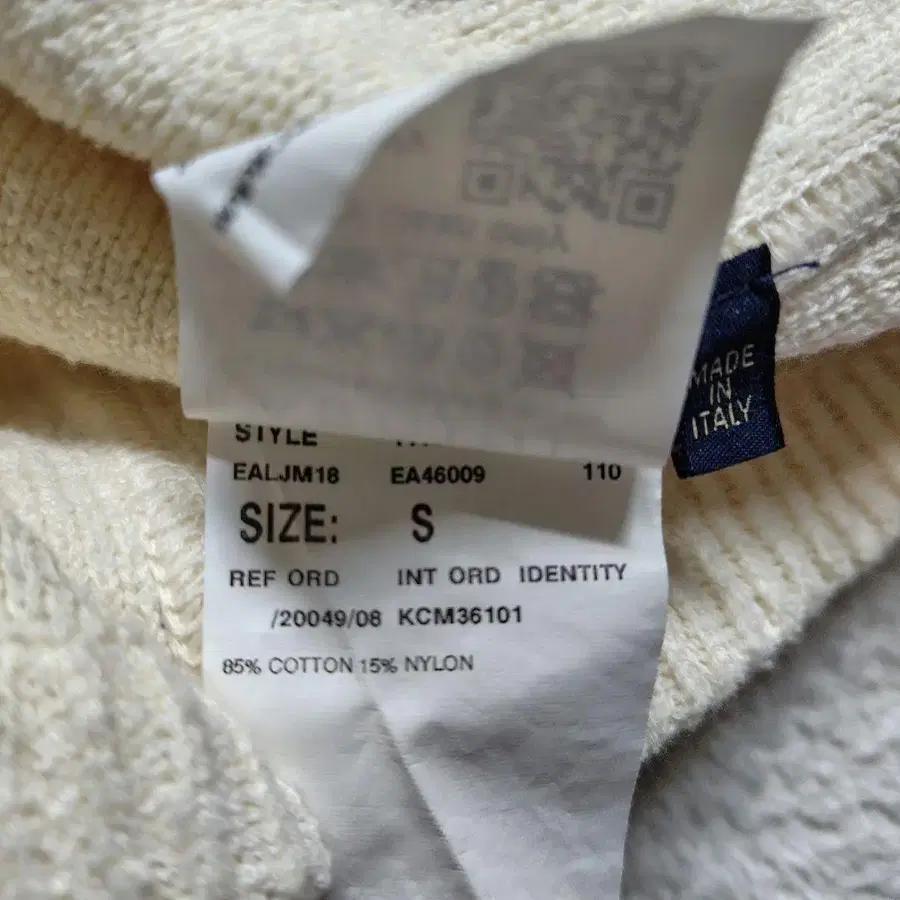 MADE
IN
ITALY
STYLE
EALJM18 EA46009 110
SIZE: S
REF ORD INT ORD IDENTITY
/20049/08 KCM36101
85% COTTON 15% NYLON